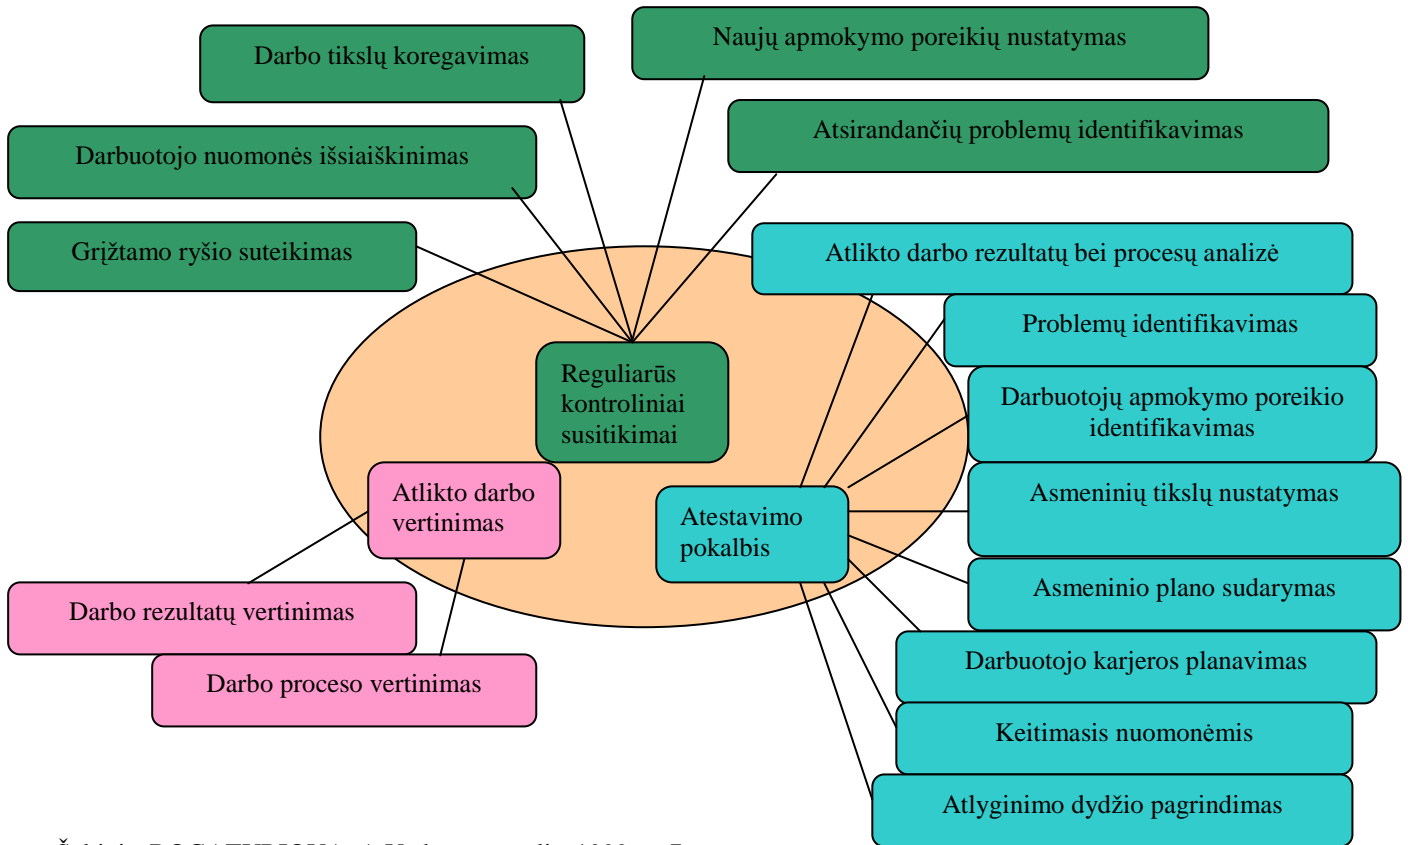 Naujų apmokymo poreikių nustatymas
Darbo tikslų koregavimas
Atsirandančių problemų identifikavimas
Darbuotojo nuomonės išsiaiškinimas
Grįžtamo ryšio suteikimas
Atlikto darbo rezultatų bei procesų analizė
Problemų identifikavimas
Reguliarūs
kontroliniai
susitikimai
Darbuotojų apmokymo poreikio
identifikavimas
Atlikto darbo
vertinimas
Asmeninių tikslų nustatymas
Atestavimo
pokalbis
Asmeninio plano sudarymas
Darbo rezultatų vertinimas
Darbuotojo karjeros planavimas
Darbo proceso vertinimas
Keitimasis nuomonėmis
Atlyginimo dydžio pagrindimas